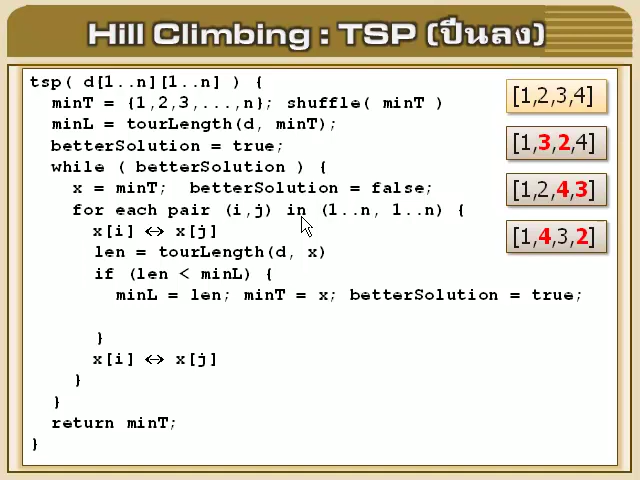 Hill Climbing : TSP (ปีนลง)
tsp( d[1..n][1..n] ) {
minT = {1,2,3,...,n}; shuffle( minT )
minL = tourLength(d, minT);
betterSolution = true;
while ( betterSolution ) {
x = minT; betterSolution = false;
for each pair (i,j) in (1..n, 1..n) {
x[i] ↔ x[j]
len = tourLength(d, x)
if (len < minL) {
minL = len; minT = x; betterSolution = true;
}
x[i] ↔ x[j]
}
}
return minT;
}
[1,2,3,4]
[1,3,2,4]
[1,2,4,3]
[1,4,3,2]